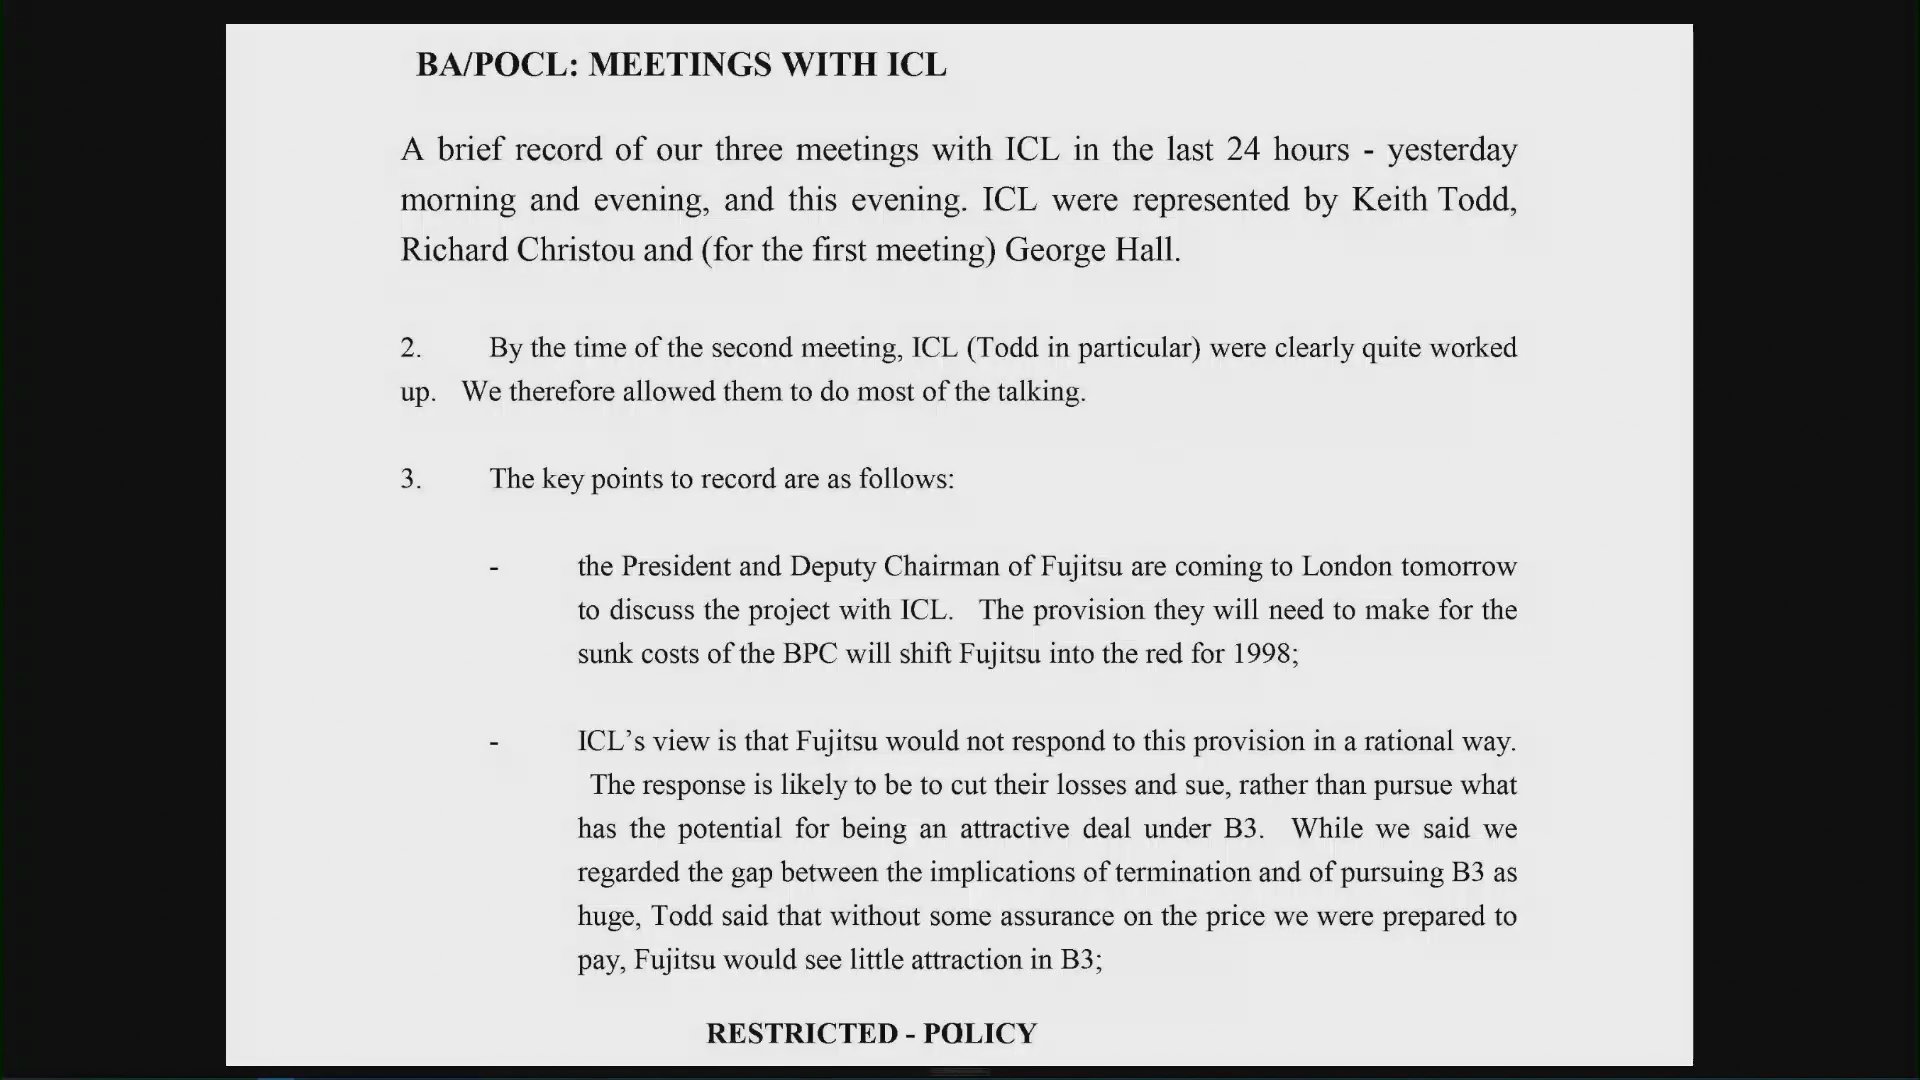 BA/POCL: MEETINGS WITH ICL
A brief record of our three meetings with ICL in the last 24 hours - yesterday
morning and evening, and this evening. ICL were represented by Keith Todd,
Richard Christou and (for the first meeting) George Hall.
2. By the time of the second meeting, ICL (Todd in particular) were clearly quite worked
up. We therefore allowed them to do most of the talking.
3. The key points to record are as follows:
- the President and Deputy Chairman of Fujitsu are coming to London tomorrow
to discuss the project with ICL. The provision they will need to make for the
sunk costs of the BPC will shift Fujitsu into the red for 1998;
- ICL's view is that Fujitsu would not respond to this provision in a rational way.
The response is likely to be to cut their losses and sue, rather than pursue what
has the potential for being an attractive deal under B3. While we said we
regarded the gap between the implications of termination and of pursuing B3 as
huge, Todd said that without some assurance on the price we were prepared to
pay, Fujitsu would see little attraction in B3;
RESTRICTED - POLICY